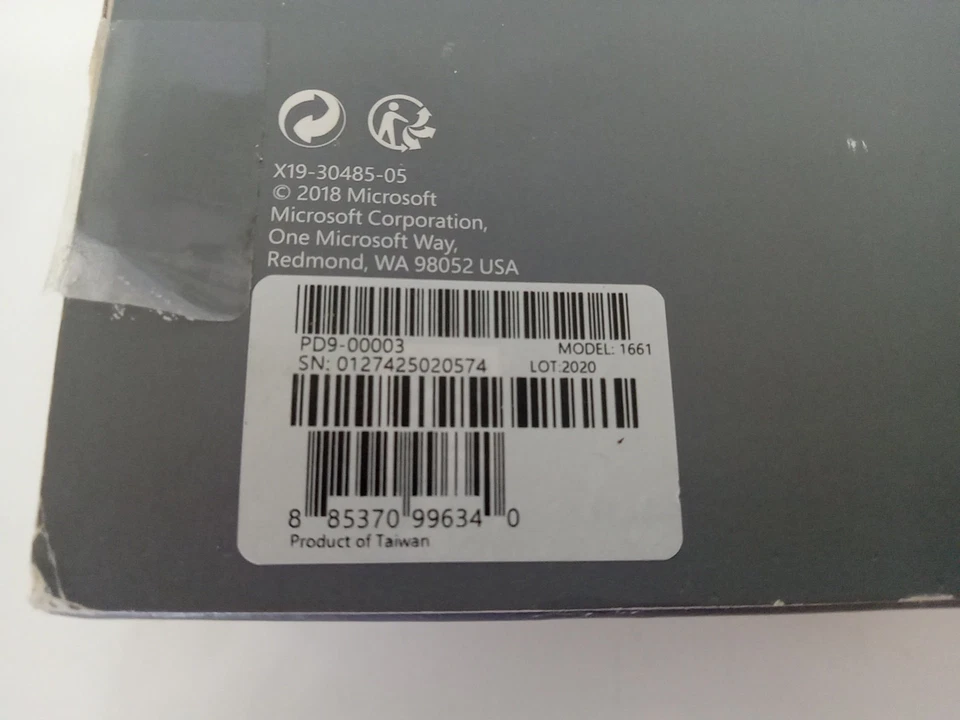 X19-30485-05
© 2018 Microsoft
Microsoft Corporation,
One Microsoft Way,
Redmond, WA 98052 USA
PD9-00003 MODEL: 1661
SN: 0127425020574 LOT:2020
8 85370 99634 0
Product of Taiwan